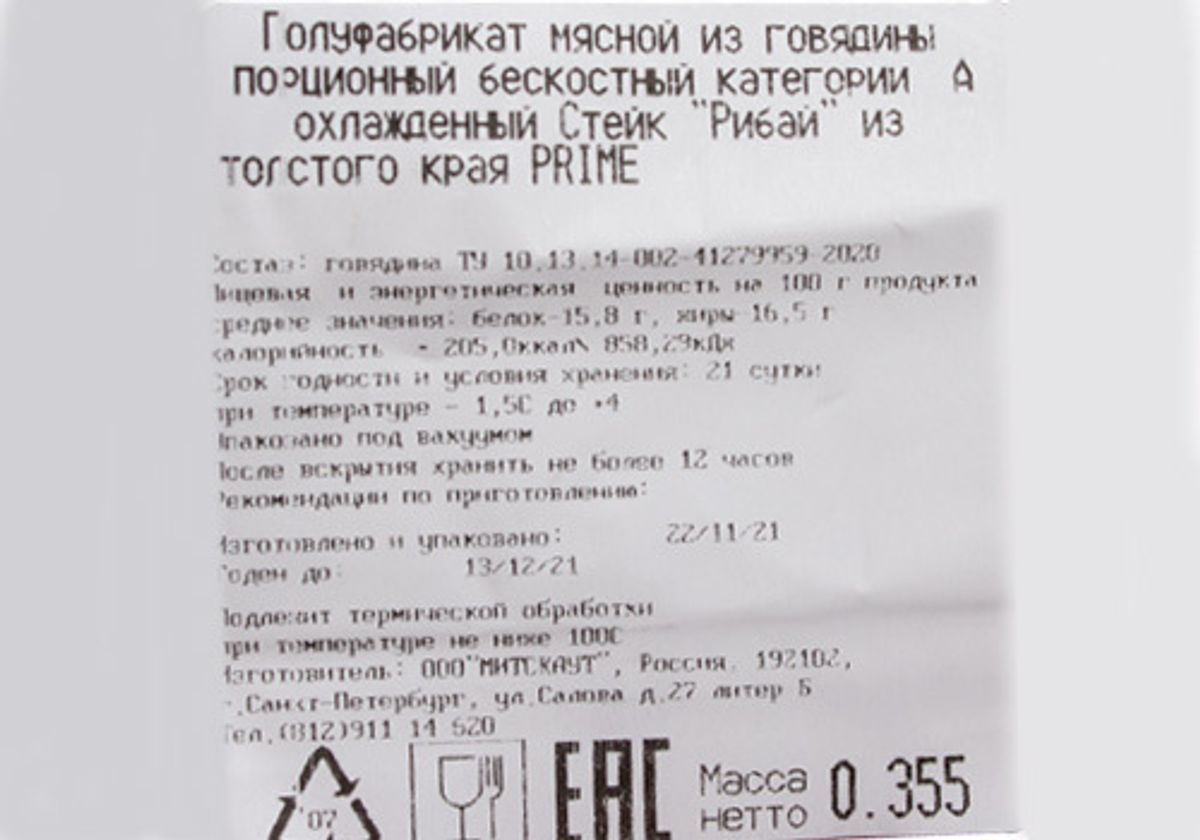 Полуфабрикат мясной из говядины
порционный бескостный категории А
охлажденный Стейк "Рибай" из
толстого края PRIME
Состав: говядина ТУ 10.13.14-002-41279959-2020
Пищевая и энергетическая ценность на 100 г продукта
средние значения: белок-15,8 г, жиры-16,5 г
калорийность - 205,0ккал\ 858,29кДж
Срок годности и условия хранения: 21 сутки
при температуре - 1,5С до +4
Упаковано под вакуумом
После вскрытия хранить не более 12 часов
Рекомендации по приготовлению:
Изготовлено и упаковано: 22/11/21
Годен до: 13/12/21
Подлежит термической обработки
при температуре не ниже 100С
Изготовитель: ООО"МИТСКАУТ", Россия, 192102,
г.Санкт-Петербург, ул.Салова д.27 литер Б
Тел.(812)911 14 620
07
EAC
Масса нетто 0.355